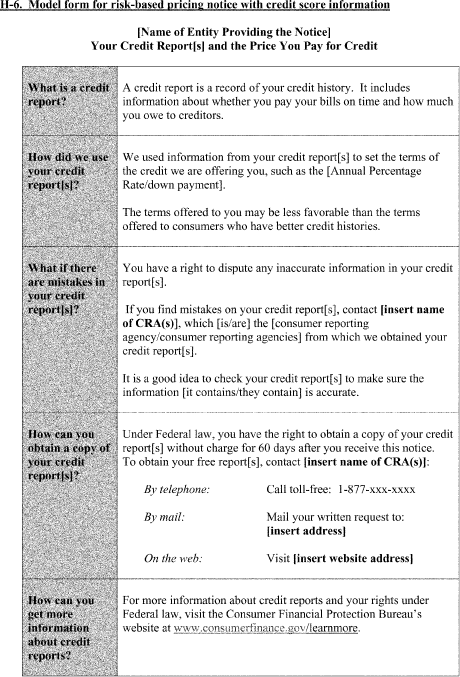 H-6. Model form for risk-based pricing notice with credit score information
[Name of Entity Providing the Notice]
Your Credit Report[s] and the Price You Pay for Credit
What is a credit
report?
A credit report is a record of your credit history. It includes
information about whether you pay your bills on time and how much
you owe to creditors.
How did we use
your credit
report[s]?
We used information from your credit report[s] to set the terms of
the credit we are offering you, such as the [Annual Percentage
Rate/down payment].
The terms offered to you may be less favorable than the terms
offered to consumers who have better credit histories.
What if there
are mistakes in
your credit
report[s]?
You have a right to dispute any inaccurate information in your credit
report[s].
If you find mistakes on your credit report[s], contact [insert name
of CRA(s)], which [is/are] the [consumer reporting
agency/consumer reporting agencies] from which we obtained your
credit report[s].
It is a good idea to check your credit report[s] to make sure the
information [it contains/they contain] is accurate.
How can you
obtain a copy of
your credit
report[s]?
Under Federal law, you have the right to obtain a copy of your credit
report[s] without charge for 60 days after you receive this notice.
To obtain your free report[s], contact [insert name of CRA(s)]:
By telephone: Call toll-free: 1-877-xxx-xxxx
By mail: Mail your written request to:
[insert address]
On the web: Visit [insert website address]
How can you
get more
information
about credit
reports?
For more information about credit reports and your rights under
Federal law, visit the Consumer Financial Protection Bureau's
website at www.consumerfinance.gov/learnmore.